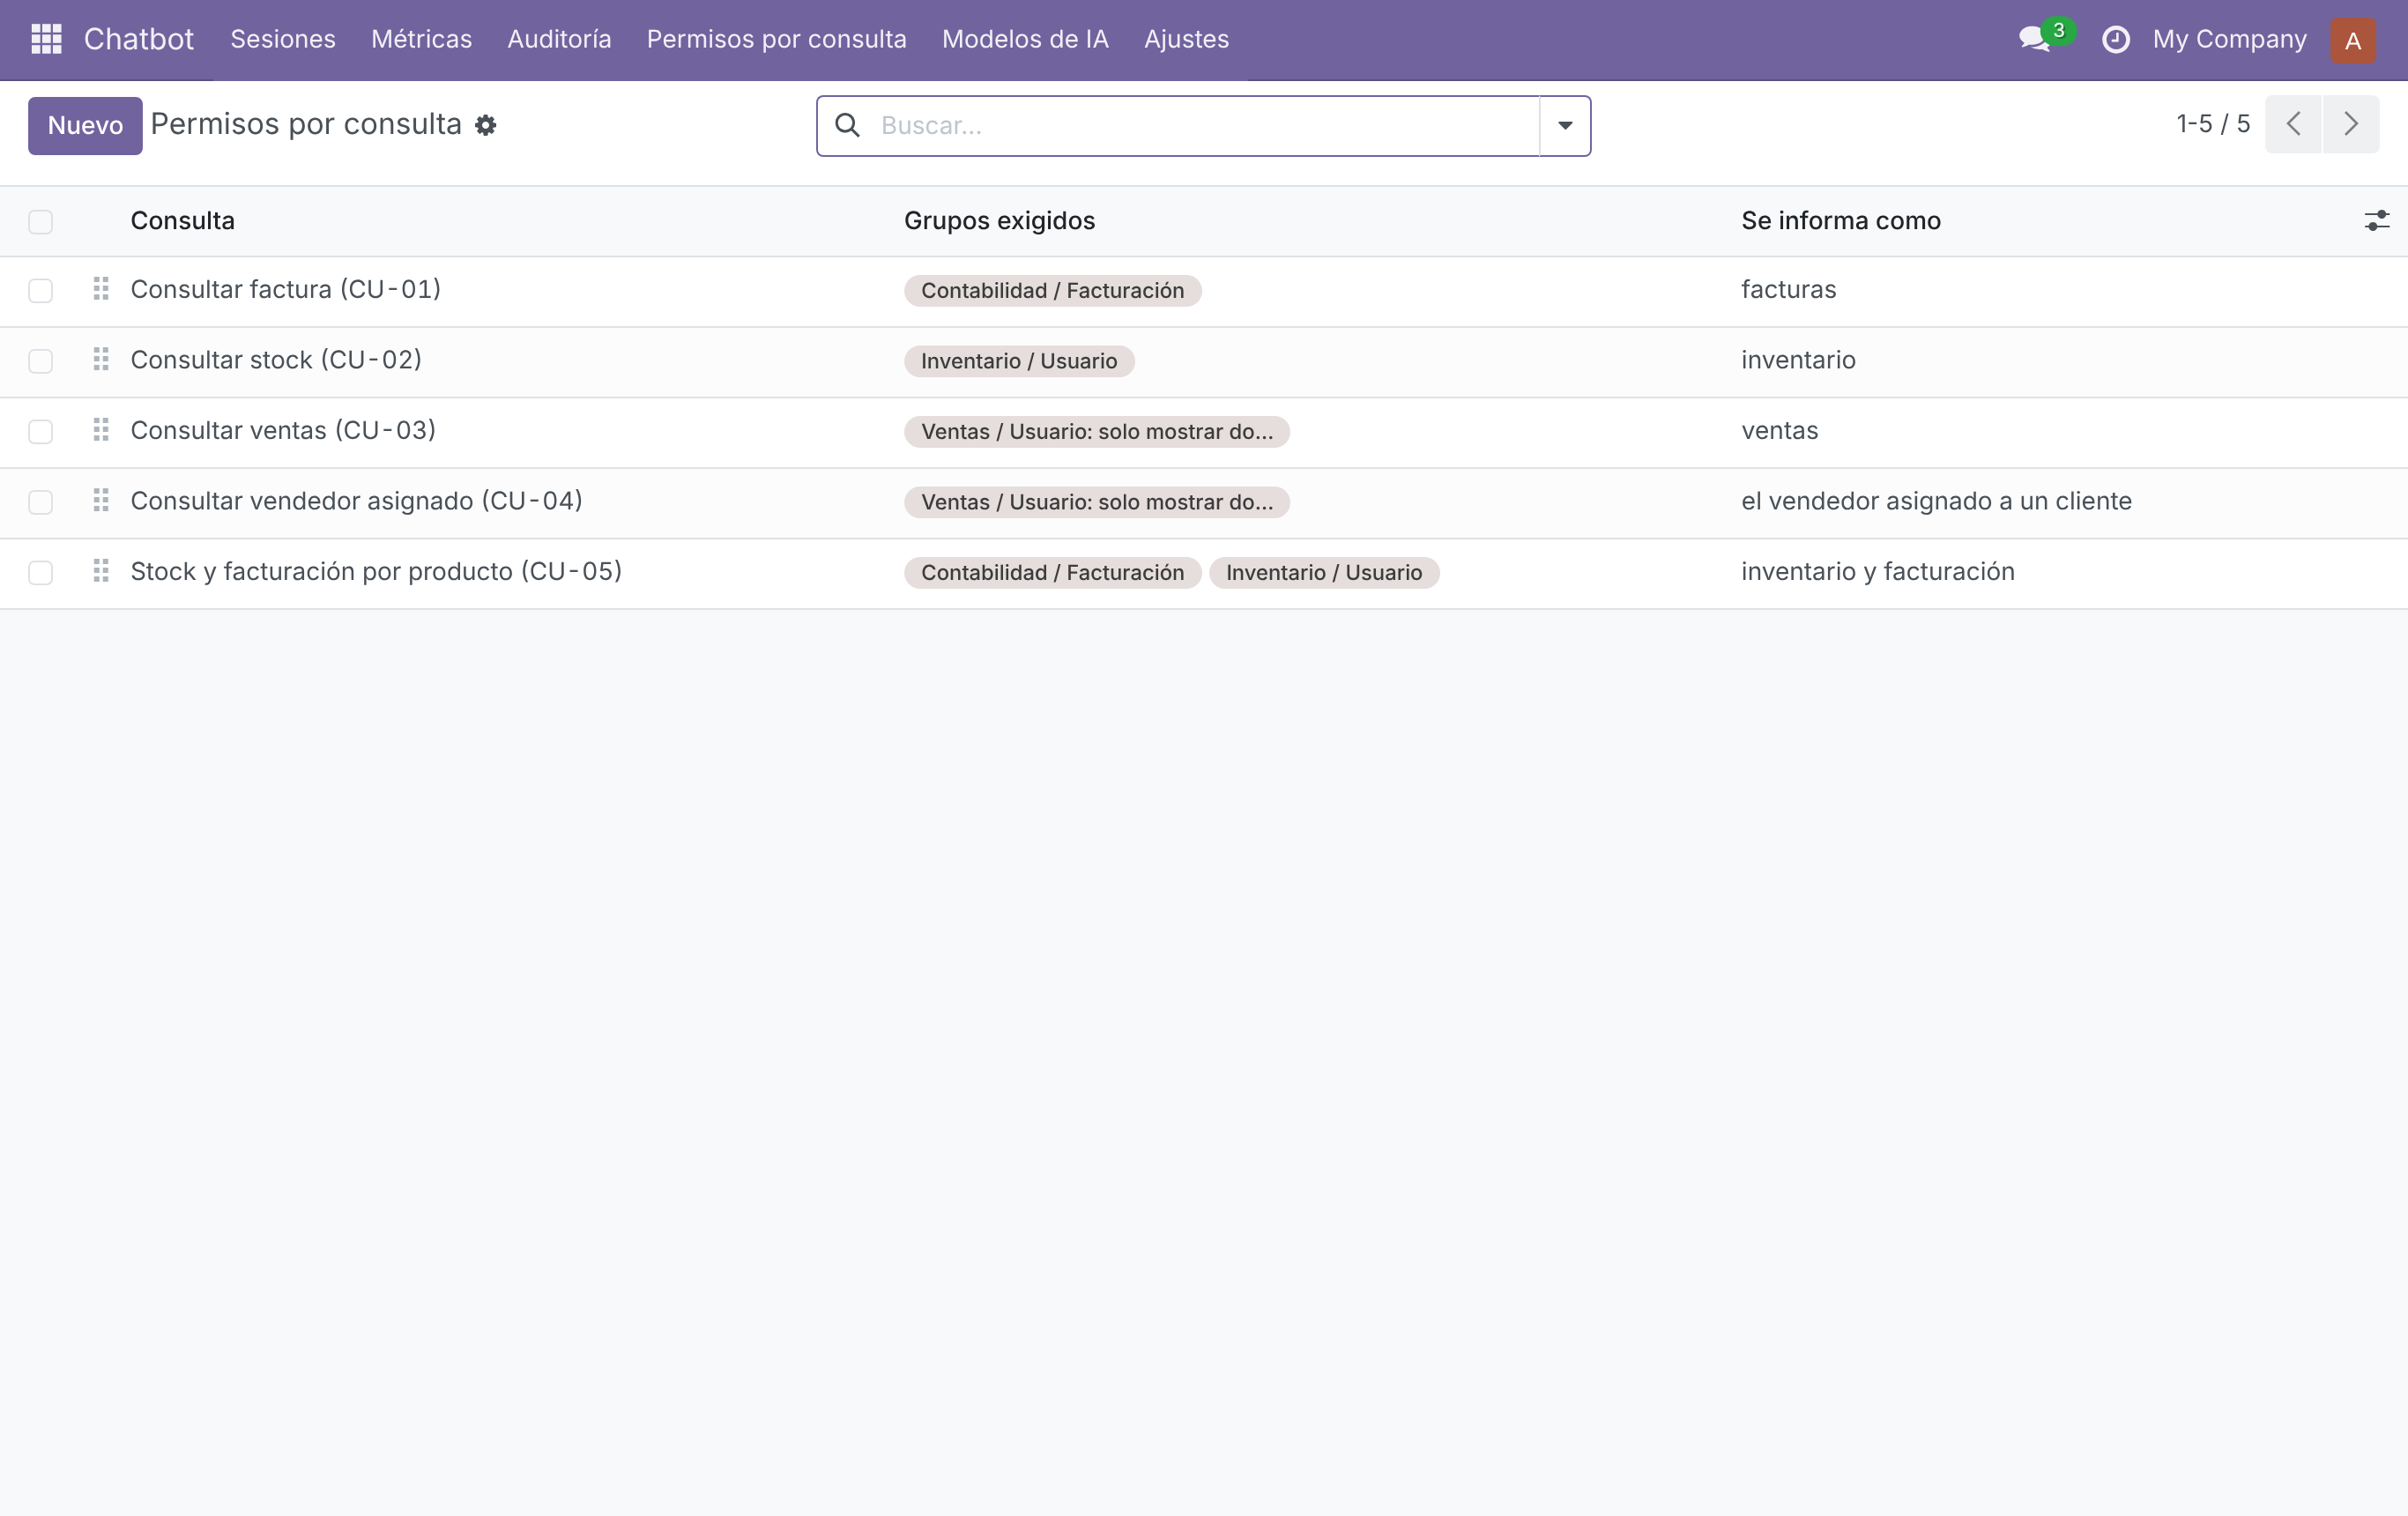 Chatbot Sesiones Métricas Auditoría Permisos por consulta Modelos de IA Ajustes 3 My Company A
Nuevo Permisos por consulta Buscar... 1-5 / 5
Consulta Grupos exigidos Se informa como
Consultar factura (CU-01) Contabilidad / Facturación facturas
Consultar stock (CU-02) Inventario / Usuario inventario
Consultar ventas (CU-03) Ventas / Usuario: solo mostrar do... ventas
Consultar vendedor asignado (CU-04) Ventas / Usuario: solo mostrar do... el vendedor asignado a un cliente
Stock y facturación por producto (CU-05) Contabilidad / Facturación Inventario / Usuario inventario y facturación